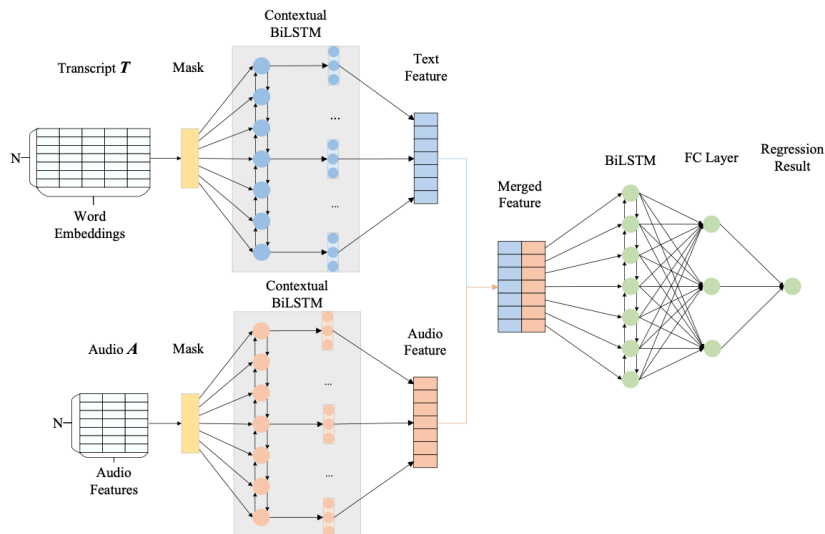 Contextual
BiLSTM
Transcript T
Mask
Text
Feature
...
...
N
Word
Embeddings
Merged
Feature
BiLSTM
FC Layer
Regression
Result
Contextual
BiLSTM
Audio A
Mask
Audio
Feature
...
...
N
Audio
Features